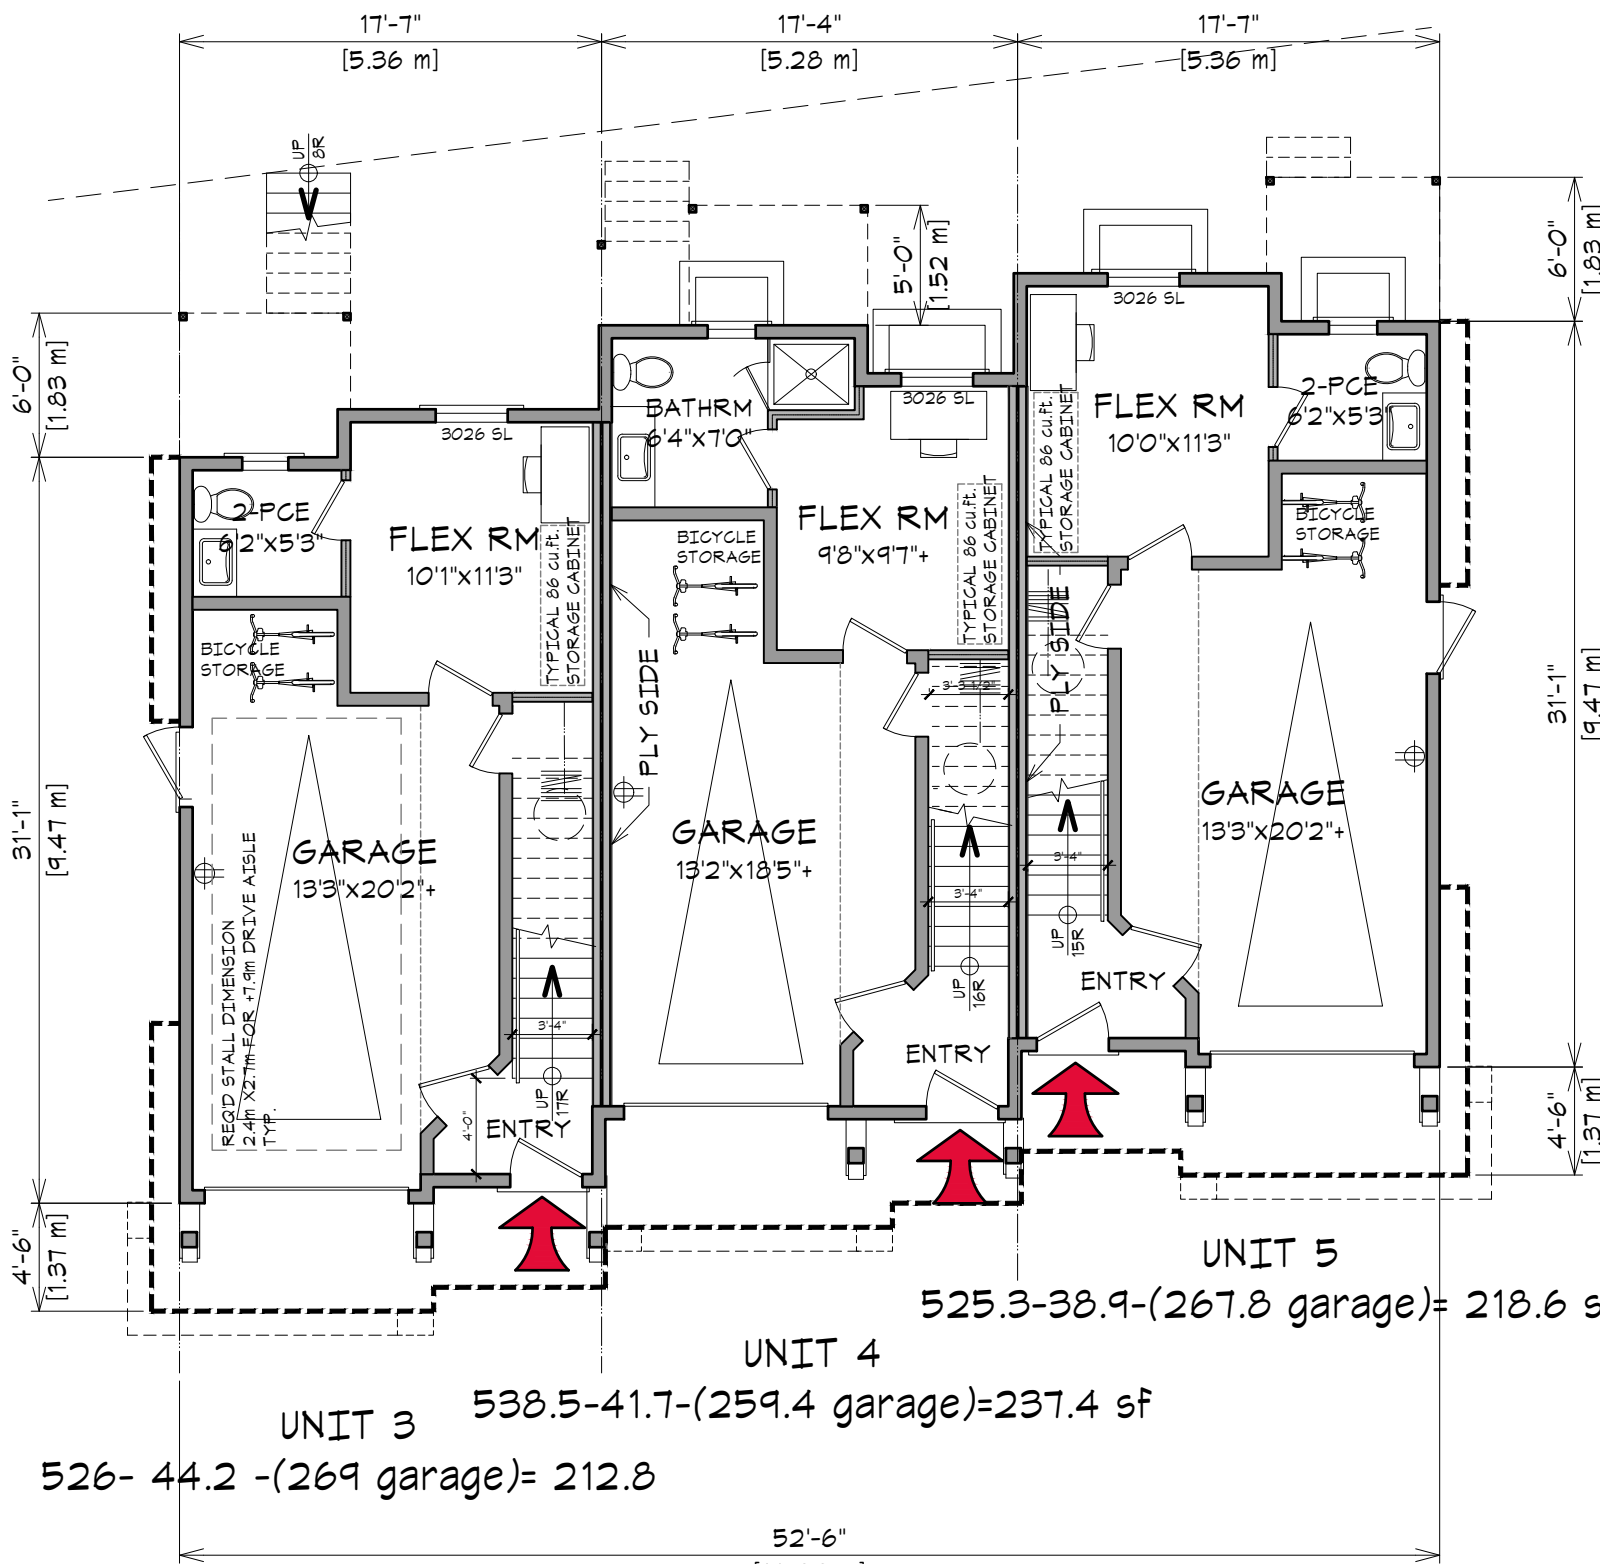 17'-7"
[5.36 m]
17'-4"
[5.28 m]
17'-7"
[5.36 m]
UP
8R
6'-0"
[1.83 m]
5'-0"
[1.52 m]
6'-0"
[1.83 m]
3026 SL
3026 SL
3026 SL
2-PCE
6'2"x5'3"
FLEX RM
10'1"x11'3"
TYPICAL 86 cu.ft.
STORAGE CABINET
BICYCLE
STORAGE
BATHRM
6'4"x7'0"
FLEX RM
9'8"x9'7"+
TYPICAL 86 cu.ft.
STORAGE CABINET
BICYCLE
STORAGE
PLY SIDE
FLEX RM
10'0"x11'3"
2-PCE
6'2"x5'3"
TYPICAL 86 cu.ft.
STORAGE CABINET
BICYCLE
STORAGE
PLY SIDE
3'-3 1/2"
31'-1"
[9.47 m]
31'-1"
[9.47 m]
GARAGE
13'3"x20'2"+
REQ'D STALL DIMENSION
2.4m X2.7m FOR +7.9m DRIVE AISLE
TYP.
GARAGE
13'2"x18'5"+
GARAGE
13'3"x20'2"+
3'-4"
3'-4"
3'-4"
UP
17R
UP
16R
UP
15R
4'-0"
ENTRY
ENTRY
ENTRY
4'-6"
[1.37 m]
4'-6"
[1.37 m]
UNIT 5
525.3-38.9-(267.8 garage)= 218.6 s
UNIT 4
538.5-41.7-(259.4 garage)=237.4 sf
UNIT 3
526- 44.2 -(269 garage)= 212.8
52'-6"